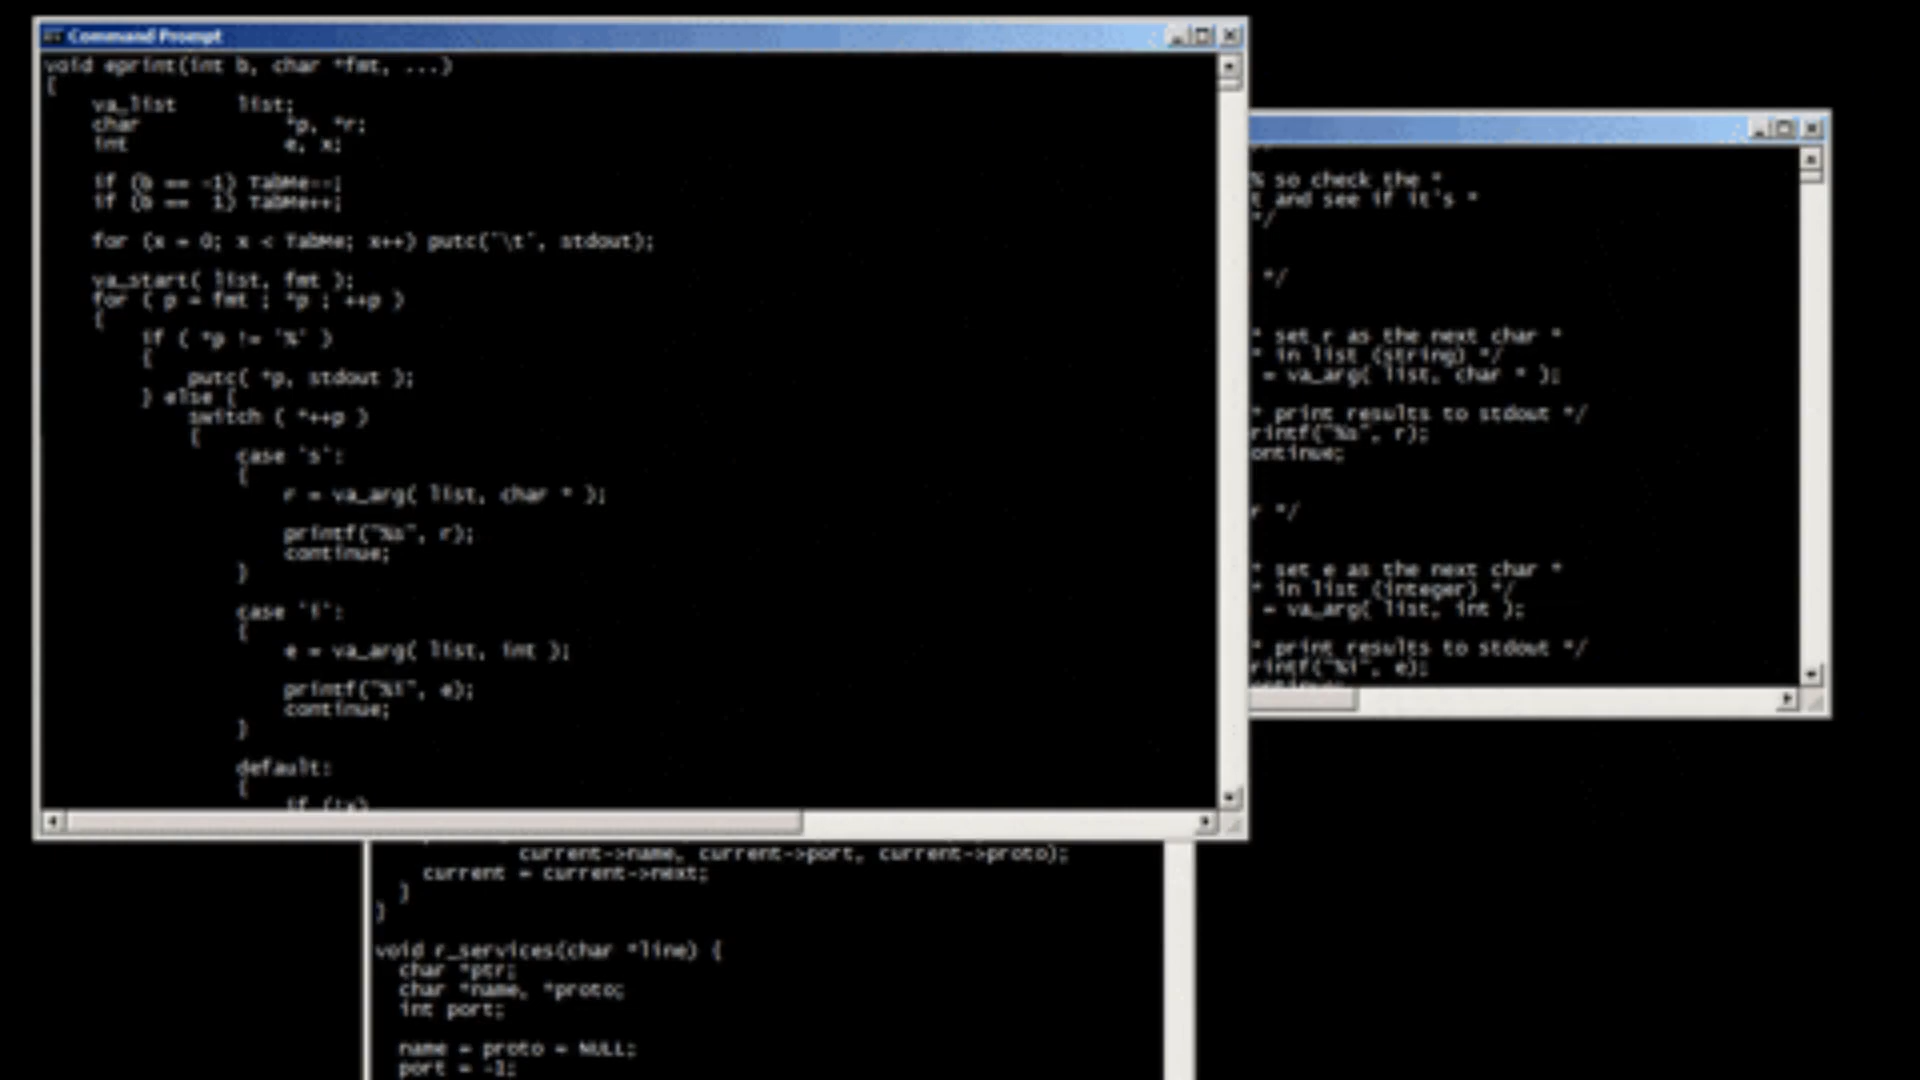 Command Prompt
void eprint(int b, char *fmt, ...)
{
    va_list     list;
    char            *p, *r;
    int             e, x;
    if (b == -1) TabMe--;
    if (b ==  1) TabMe++;
    for (x = 0; x < TabMe; x++) putc('\t', stdout);
    va_start( list, fmt );
    for ( p = fmt ; *p ; ++p )
    {
        if ( *p != '%' )
        {
            putc( *p, stdout );
        } else {
            switch ( *++p )
            {
                case 's':
                {
                    r = va_arg( list, char * );
                    printf("%s", r);
                    continue;
                }
                case 'i':
                {
                    e = va_arg( list, int );
                    printf("%i", e);
                    continue;
                }
                default:
                {
                    if (!x)
% so check the *
t and see if it's *
*/
*/
* set r as the next char *
* in list (string) */
= va_arg( list, char * );
* print results to stdout */
rintf("%s", r);
ontinue;
r */
* set e as the next char *
* in list (integer) */
= va_arg( list, int );
* print results to stdout */
rintf("%i", e);
            current->name, current->port, current->proto);
    current = current->next;
  }
}
void r_services(char *line) {
  char *ptr;
  char *name, *proto;
  int port;
  name = proto = NULL;
  port = -1;